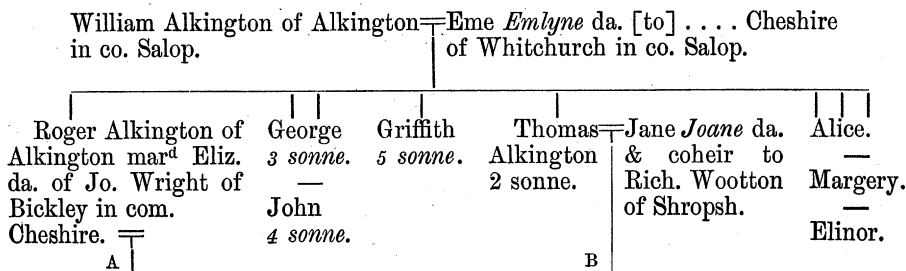 William Alkington of Alkington
in co. Salop.
Eme Emlyne da. [to] . . . . Cheshire
of Whitchurch in co. Salop.
Roger Alkington of
Alkington marᵈ Eliz.
da. of Jo. Wright of
Bickley in com.
Cheshire.
A
George
3 sonne.
—
John
4 sonne.
Griffith
5 sonne.
Thomas
Alkington
2 sonne.
B
Jane Joane da.
& coheir to
Rich. Wootton
of Shropsh.
Alice.
—
Margery.
—
Elinor.